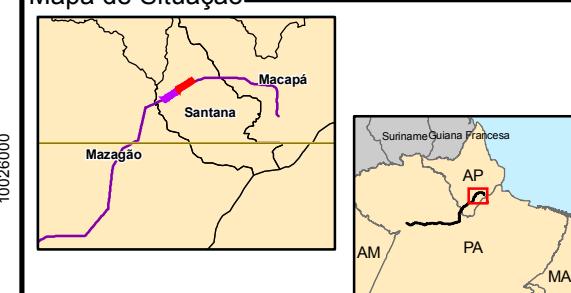 Mapa de Situação
Macapá
Santana
Mazagão
10026000
Suriname Guiana Francesa
AP
AM
PA
MA